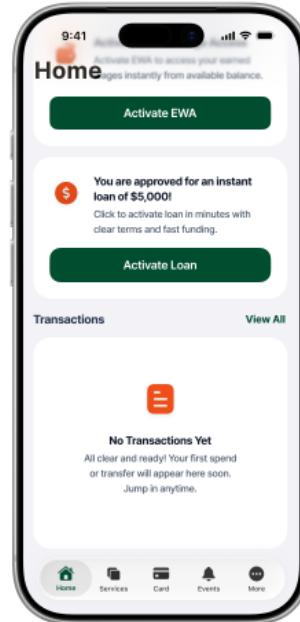 9:41
Home
Activate EWA to access your earned
wages instantly from available balance.
Activate EWA
You are approved for an instant
loan of $5,000!
Click to activate loan in minutes with
clear terms and fast funding.
Activate Loan
Transactions
View All
No Transactions Yet
All clear and ready! Your first spend
or transfer will appear here soon.
Jump in anytime.
Home
Services
Card
Events
More